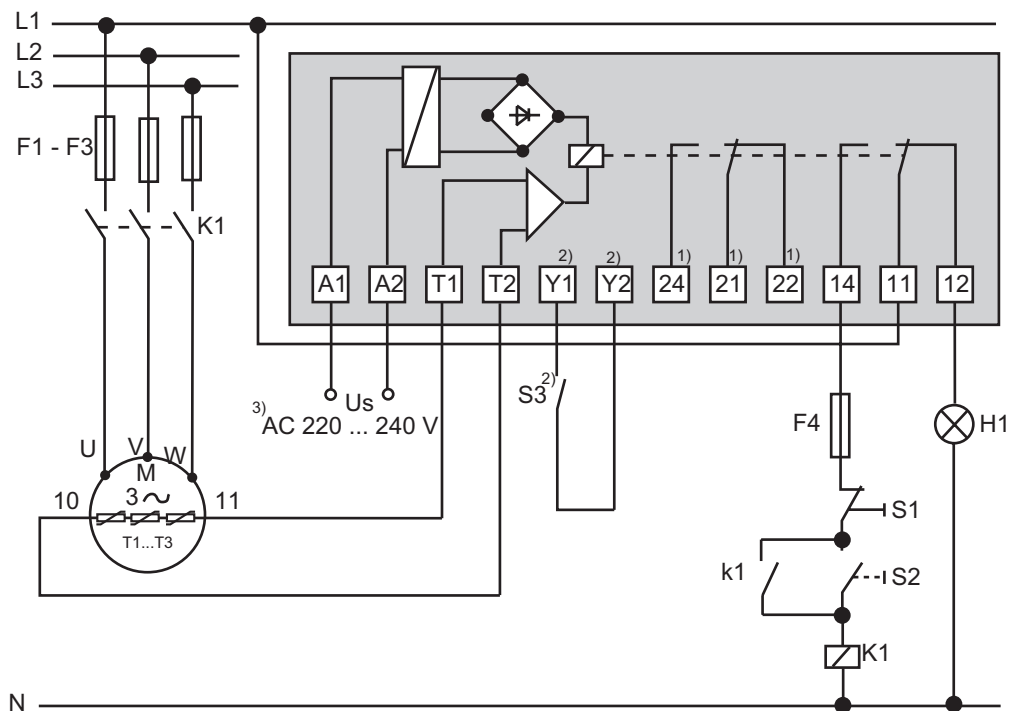 L1
L2
L3
F1 - F3
K1
2) 2) 1) 1) 1)
A1 A2 T1 T2 Y1 Y2 24 21 22 14 11 12
S3 2)
3) Us
AC 220 ... 240 V
F4
H1
U V W
M
3
10 11
T1...T3
S1
k1
S2
K1
N